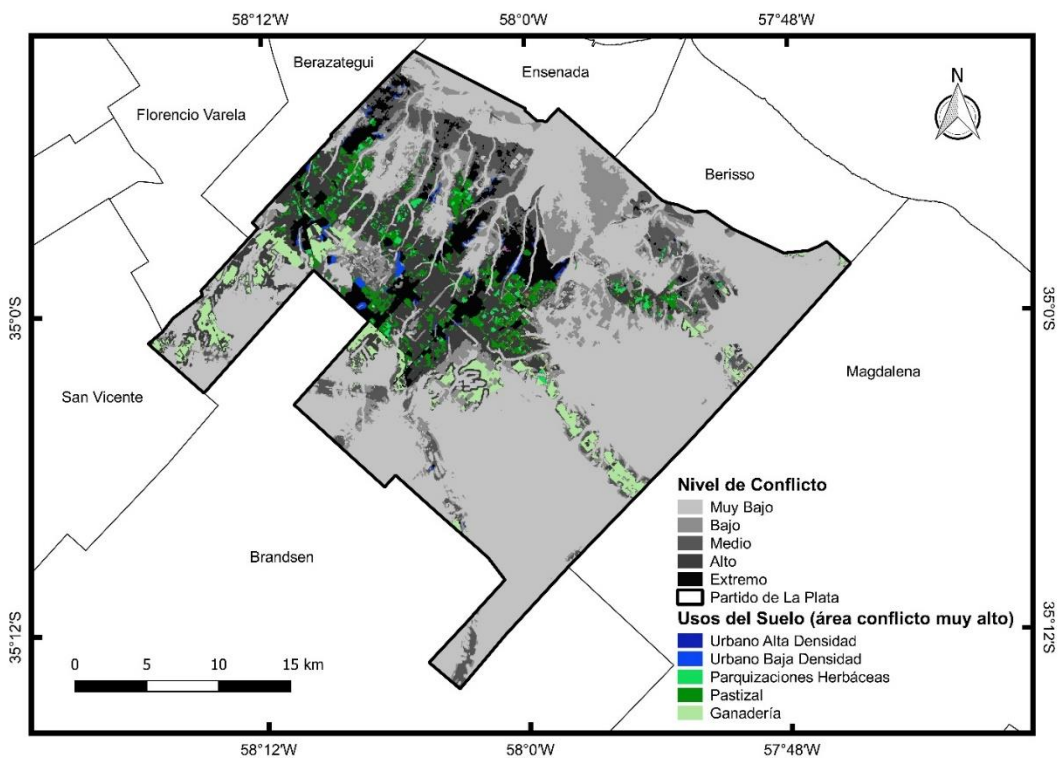 58°12'W 58°0'W 57°48'W
Berazategui
Ensenada
N
Florencio Varela
Berisso
35°0'S
35°0'S
Magdalena
San Vicente
Nivel de Conflicto
Muy Bajo
Bajo
Medio
Alto
Extremo
Partido de La Plata
Brandsen
Usos del Suelo (área conflicto muy alto)
Urbano Alta Densidad
Urbano Baja Densidad
Parquizaciones Herbáceas
Pastizal
Ganadería
35°12'S
35°12'S
0 5 10 15 km
58°12'W 58°0'W 57°48'W